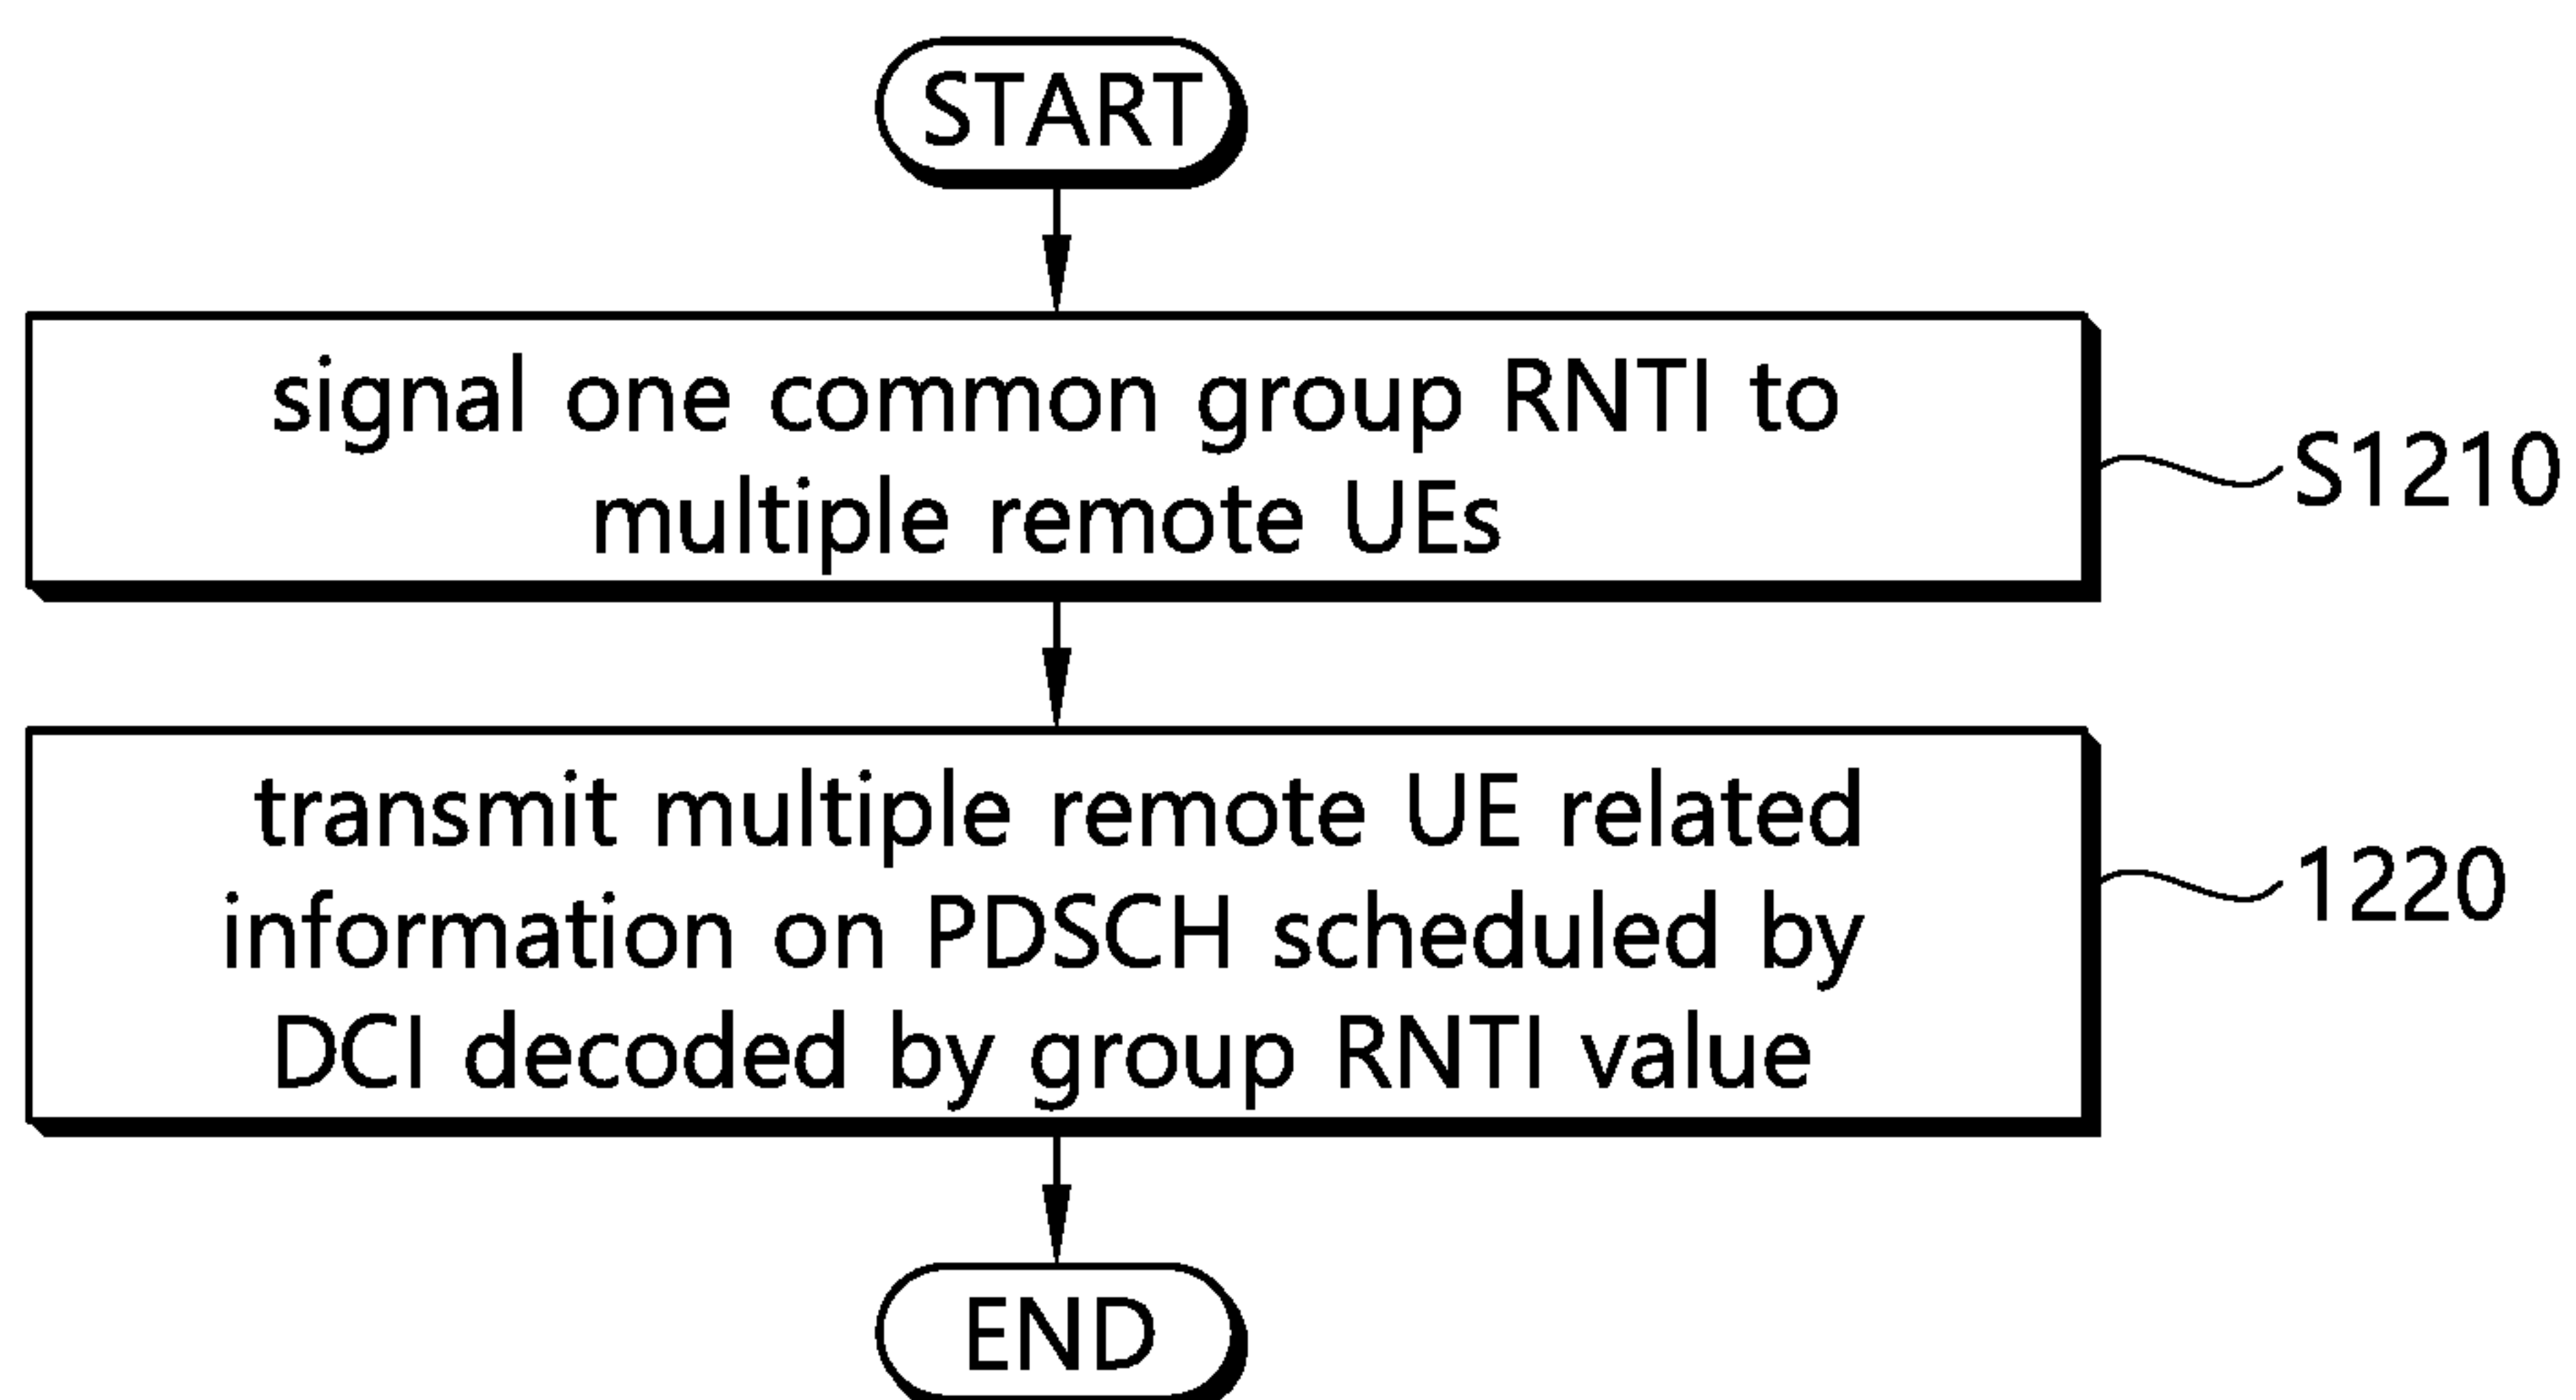 START
signal one common group RNTI to
multiple remote UEs
S1210
transmit multiple remote UE related
information on PDSCH scheduled by
DCI decoded by group RNTI value
1220
END